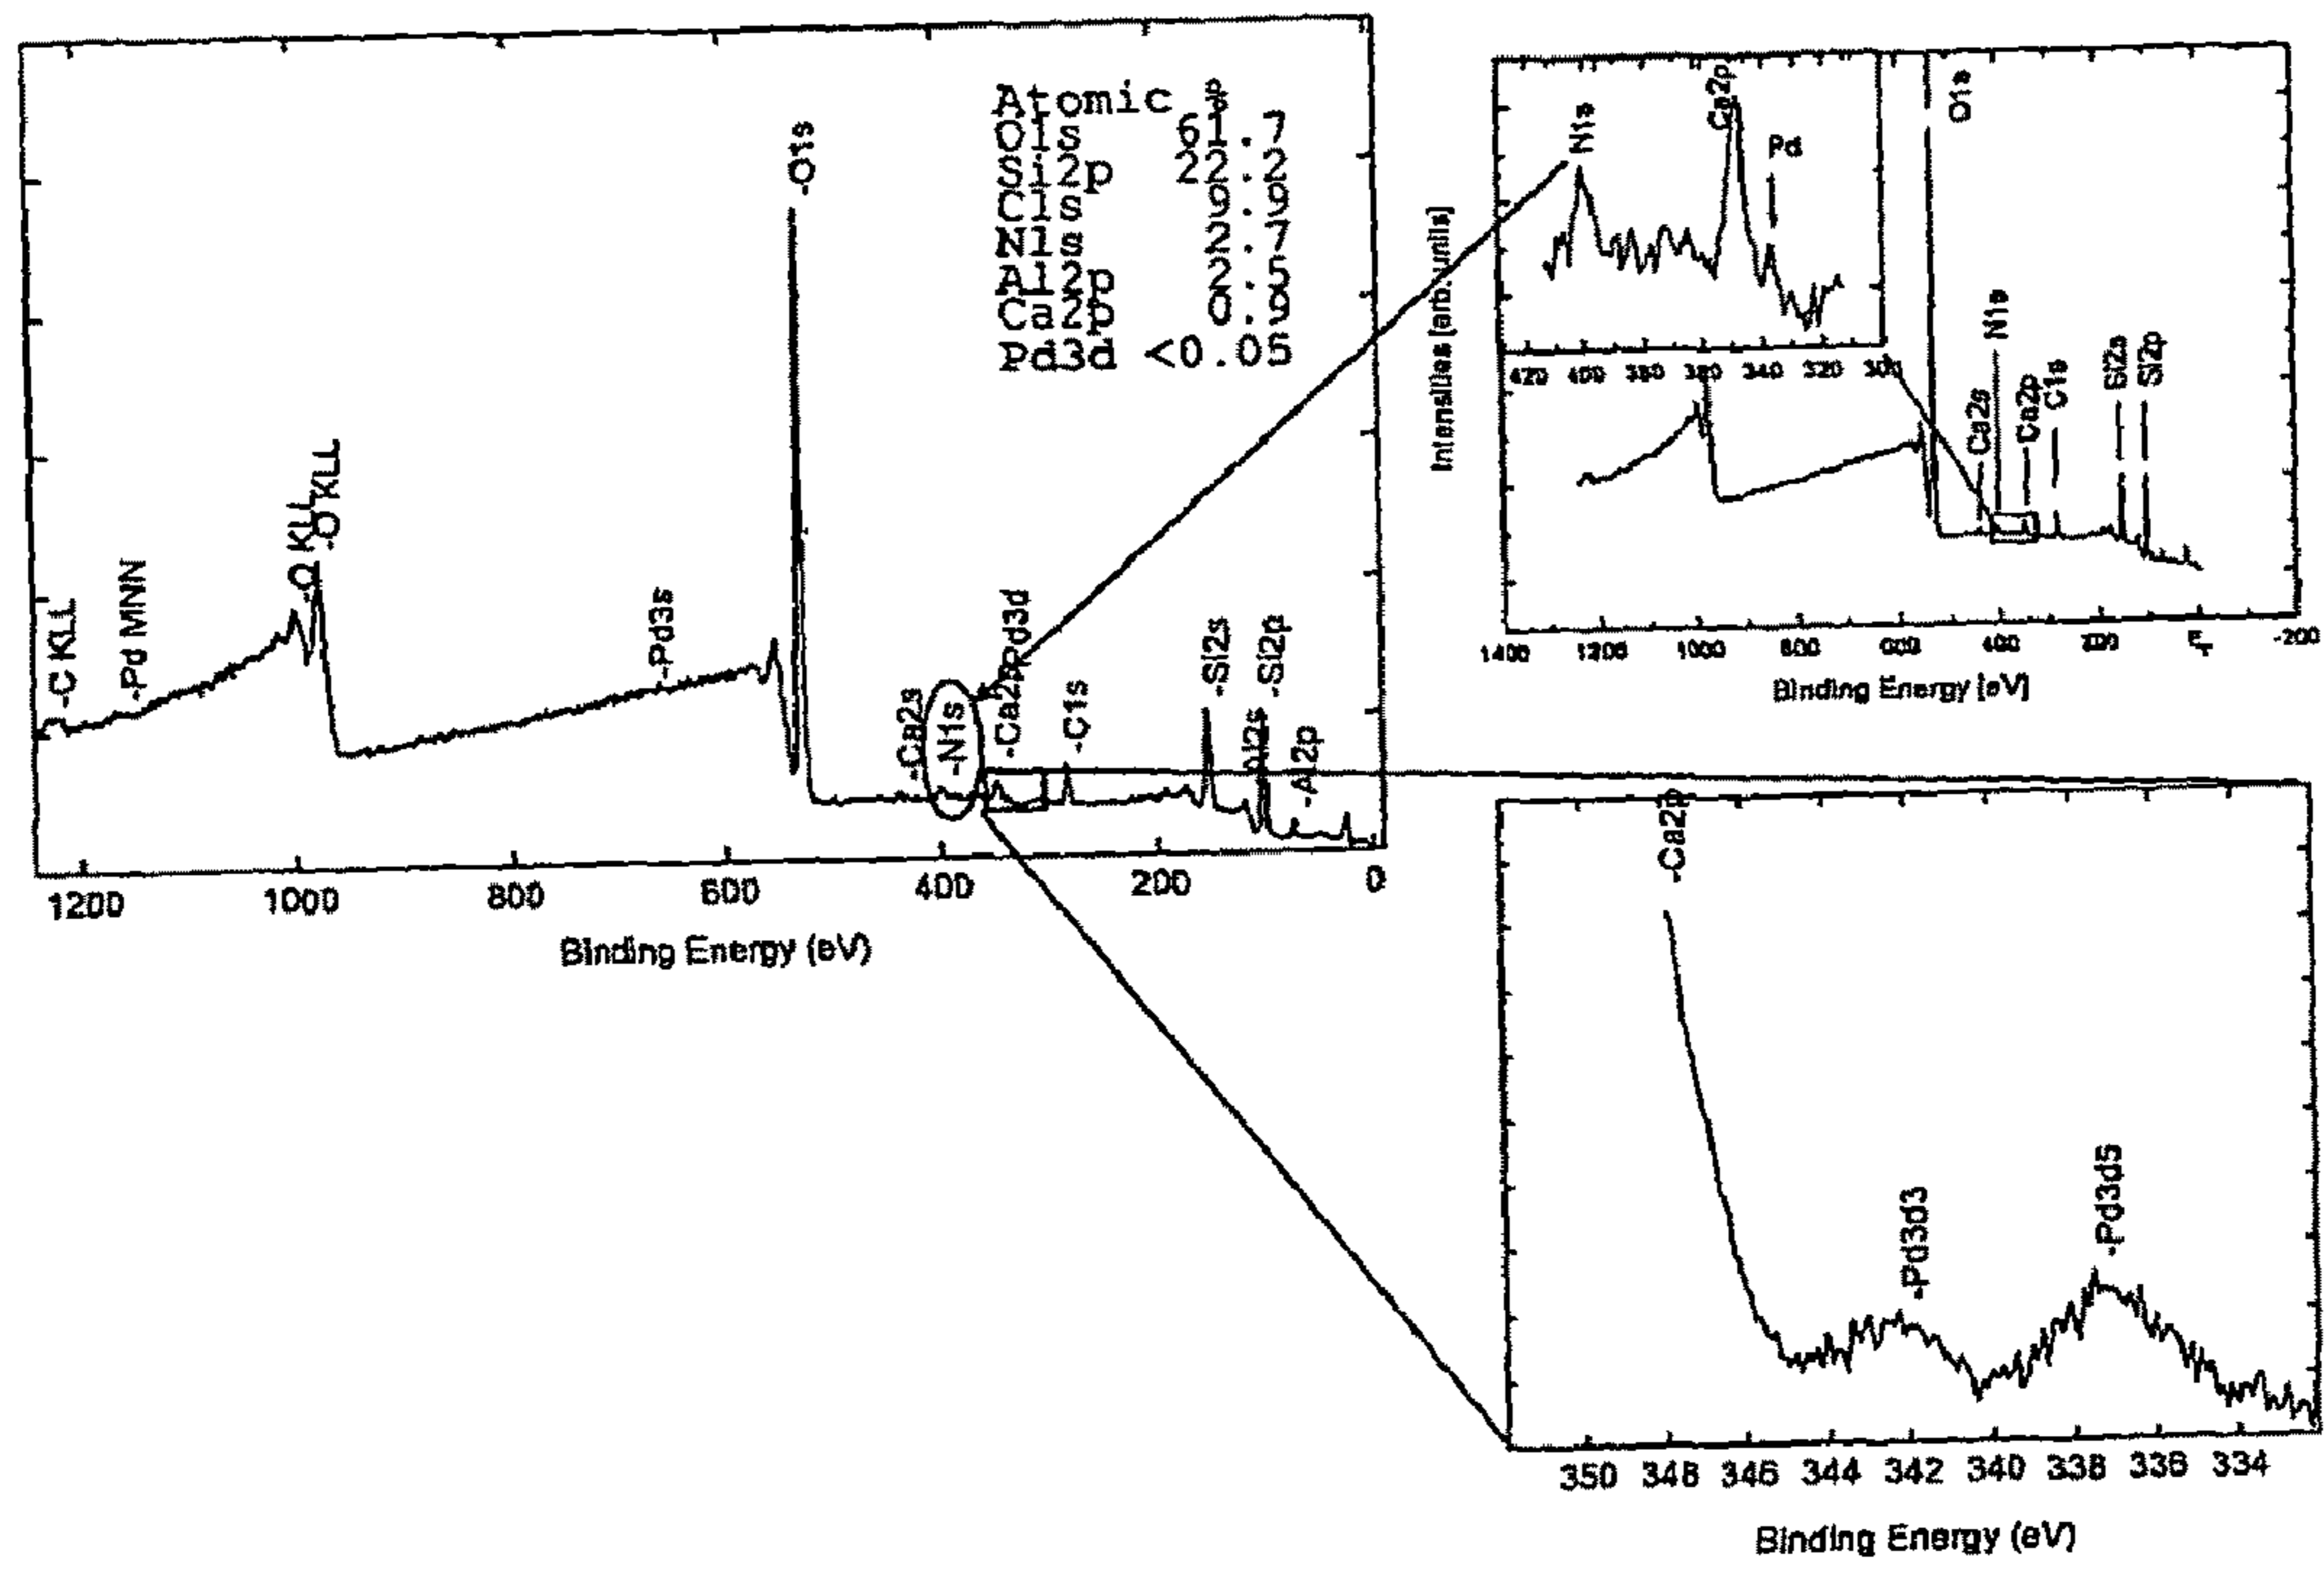 Atomic %
O1s 61.7
Si2p 22.2
C1s 9.9
N1s 2.7
Al2p 2.5
Ca2p 0.9
Pd3d <0.05
-C KLL
-Pd MNN
-O KLL
-O KLL
-Pd3s
-O1s
-Ca2s
-N1s
-Ca2p
-Pd3d
-C1s
-Si2s
Al2s
-Si2p
-Al2p
1200 1000 800 600 400 200 0
Binding Energy (eV)
N1s
Ca2p
Pd
O1s
420 400 380 360 340 320 300
Intensities [arb.units]
Ca2s
N1s
Ca2p
C1s
Si2s
Si2p
1400 1200 1000 800 600 400 200 -200
Binding Energy [eV]
-Ca2p
-Pd3d3
-Pd3d5
350 348 346 344 342 340 338 336 334
Binding Energy (eV)